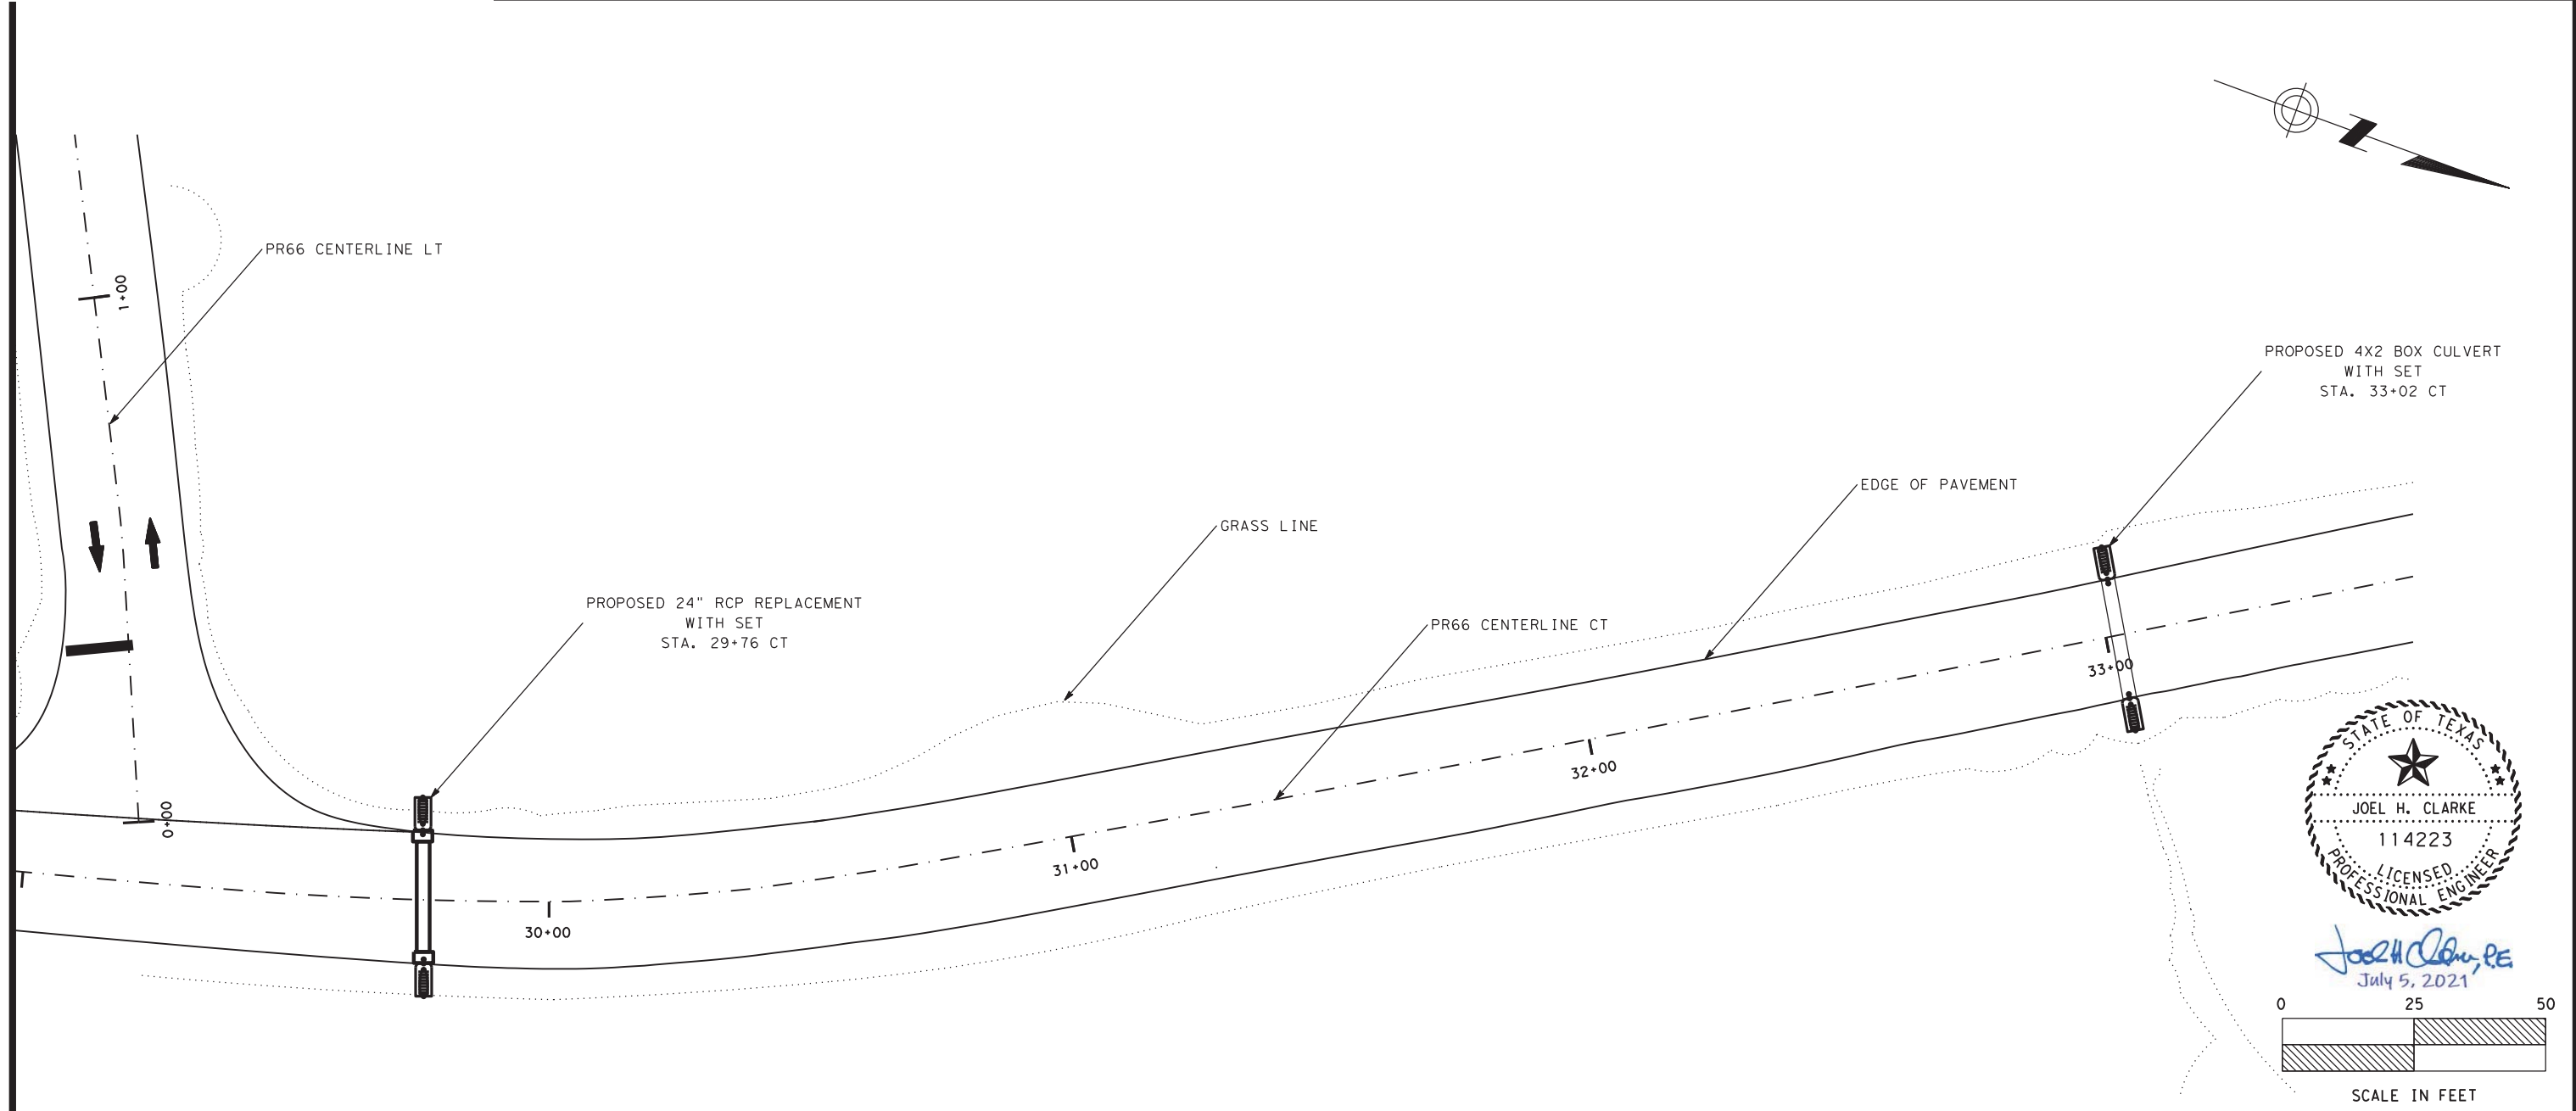 PR66 CENTERLINE LT
1+00
PROPOSED 4X2 BOX CULVERT
WITH SET
STA. 33+02 CT
EDGE OF PAVEMENT
GRASS LINE
PROPOSED 24" RCP REPLACEMENT
WITH SET
STA. 29+76 CT
PR66 CENTERLINE CT
33+00
32+00
0+00
31+00
30+00
STATE OF TEXAS
JOEL H. CLARKE
114223
LICENSED
PROFESSIONAL ENGINEER
Joel H Clarke, P.E.
July 5, 2021
0 25 50
SCALE IN FEET